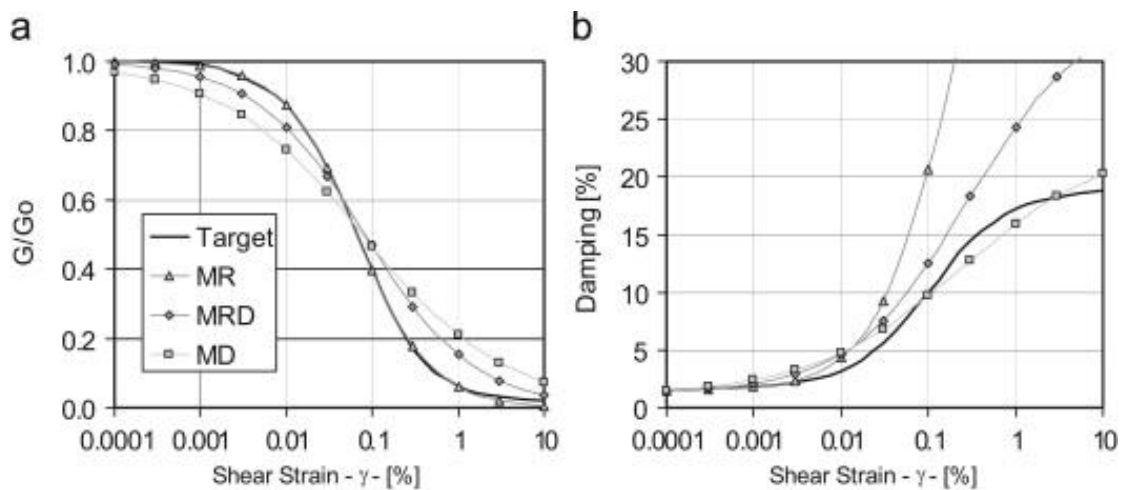 a
b
1.0
0.8
0.6
0.4
0.2
0.0
G/Go
Target
MR
MRD
MD
0.0001 0.001 0.01 0.1 1 10
Shear Strain - γ - [%]
30
25
20
15
10
5
0
Damping [%]
0.0001 0.001 0.01 0.1 1 10
Shear Strain - γ - [%]